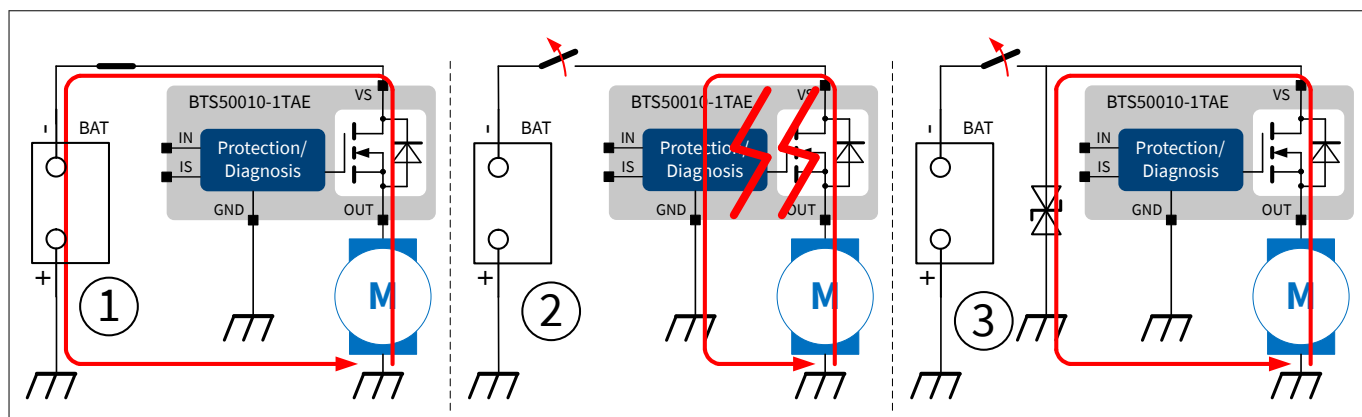 BTS50010-1TAE
VS
-
BAT
IN
IS
Protection/
Diagnosis
GND
OUT
+
1
M
BTS50010-1TAE
VS
-
BAT
IN
IS
Protection/
Diagnosis
GND
OUT
+
2
M
BTS50010-1TAE
VS
-
BAT
IN
IS
Protection/
Diagnosis
GND
OUT
+
3
M